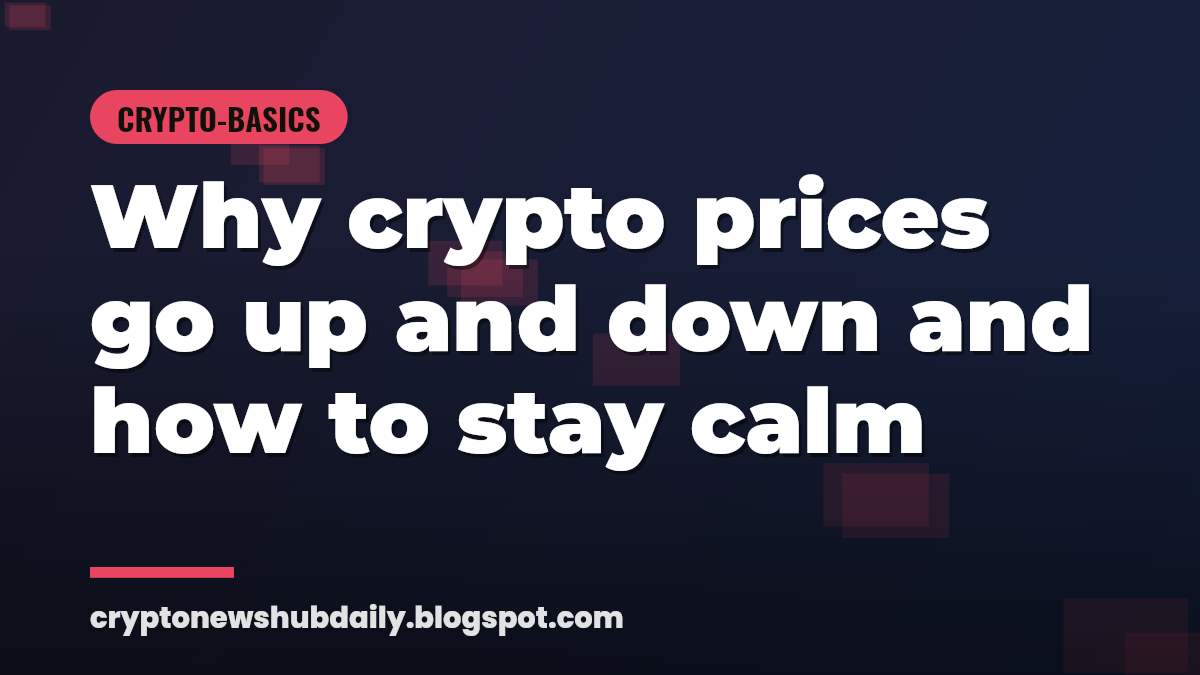 CRYPTO-BASICS
Why crypto prices
go up and down and
how to stay calm
cryptonewshubdaily.blogspot.com